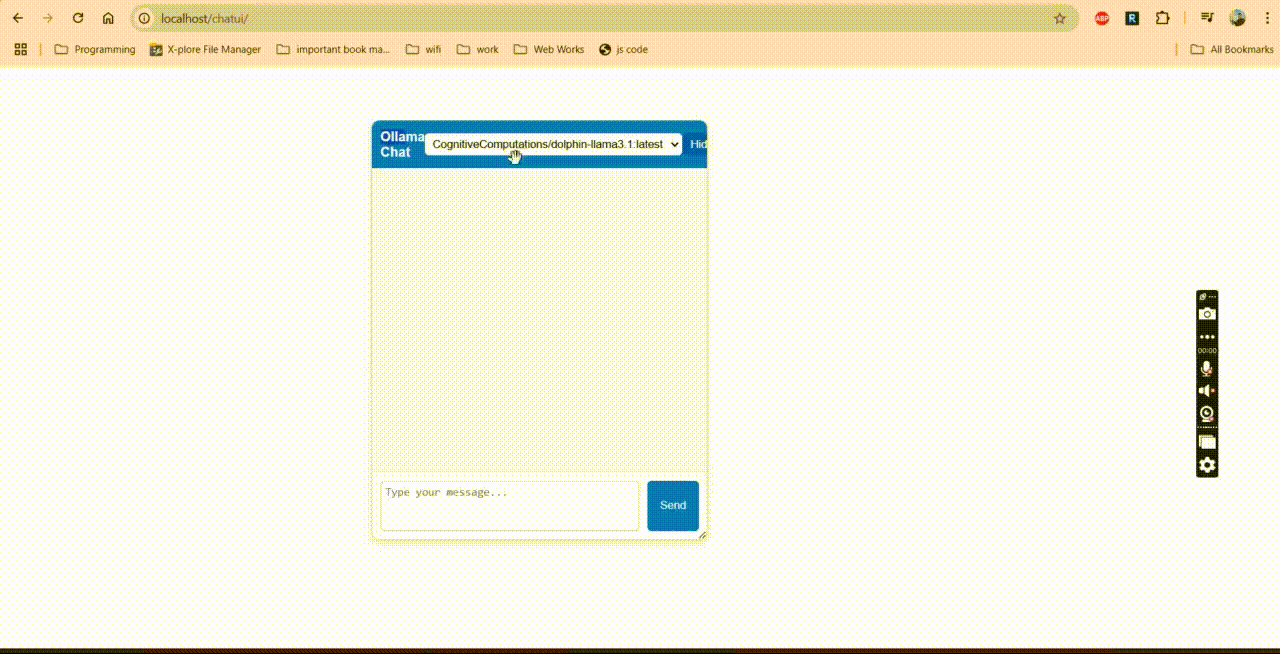 localhost/chatui/
ABP
R
Programming
X-plore File Manager
important book ma...
wifi
work
Web Works
js code
All Bookmarks
Ollama
Chat
CognitiveComputations/dolphin-llama3.1:latest
Hid
00:00
Type your message...
Send